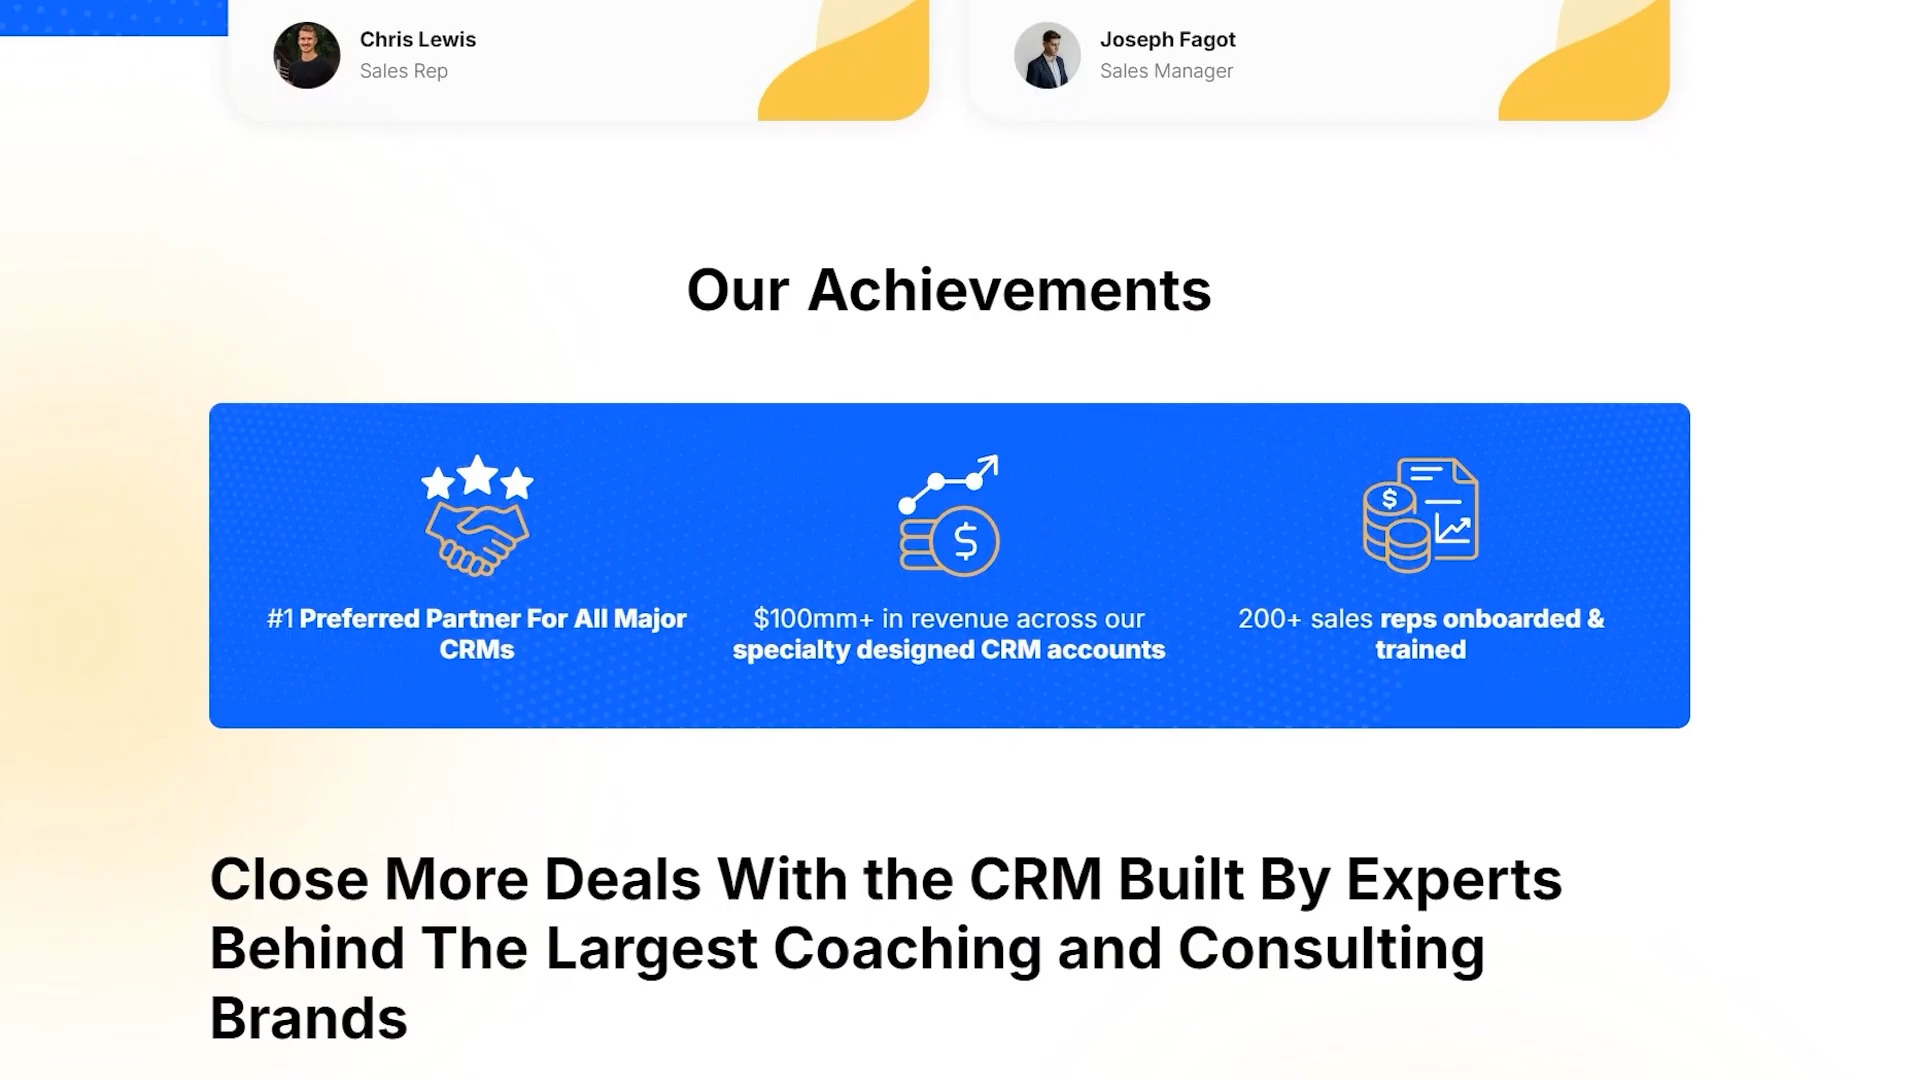 Chris Lewis
Sales Rep
Joseph Fagot
Sales Manager
Our Achievements
#1 Preferred Partner For All Major
CRMs
$100mm+ in revenue across our
specialty designed CRM accounts
200+ sales reps onboarded &
trained
Close More Deals With the CRM Built By Experts
Behind The Largest Coaching and Consulting
Brands